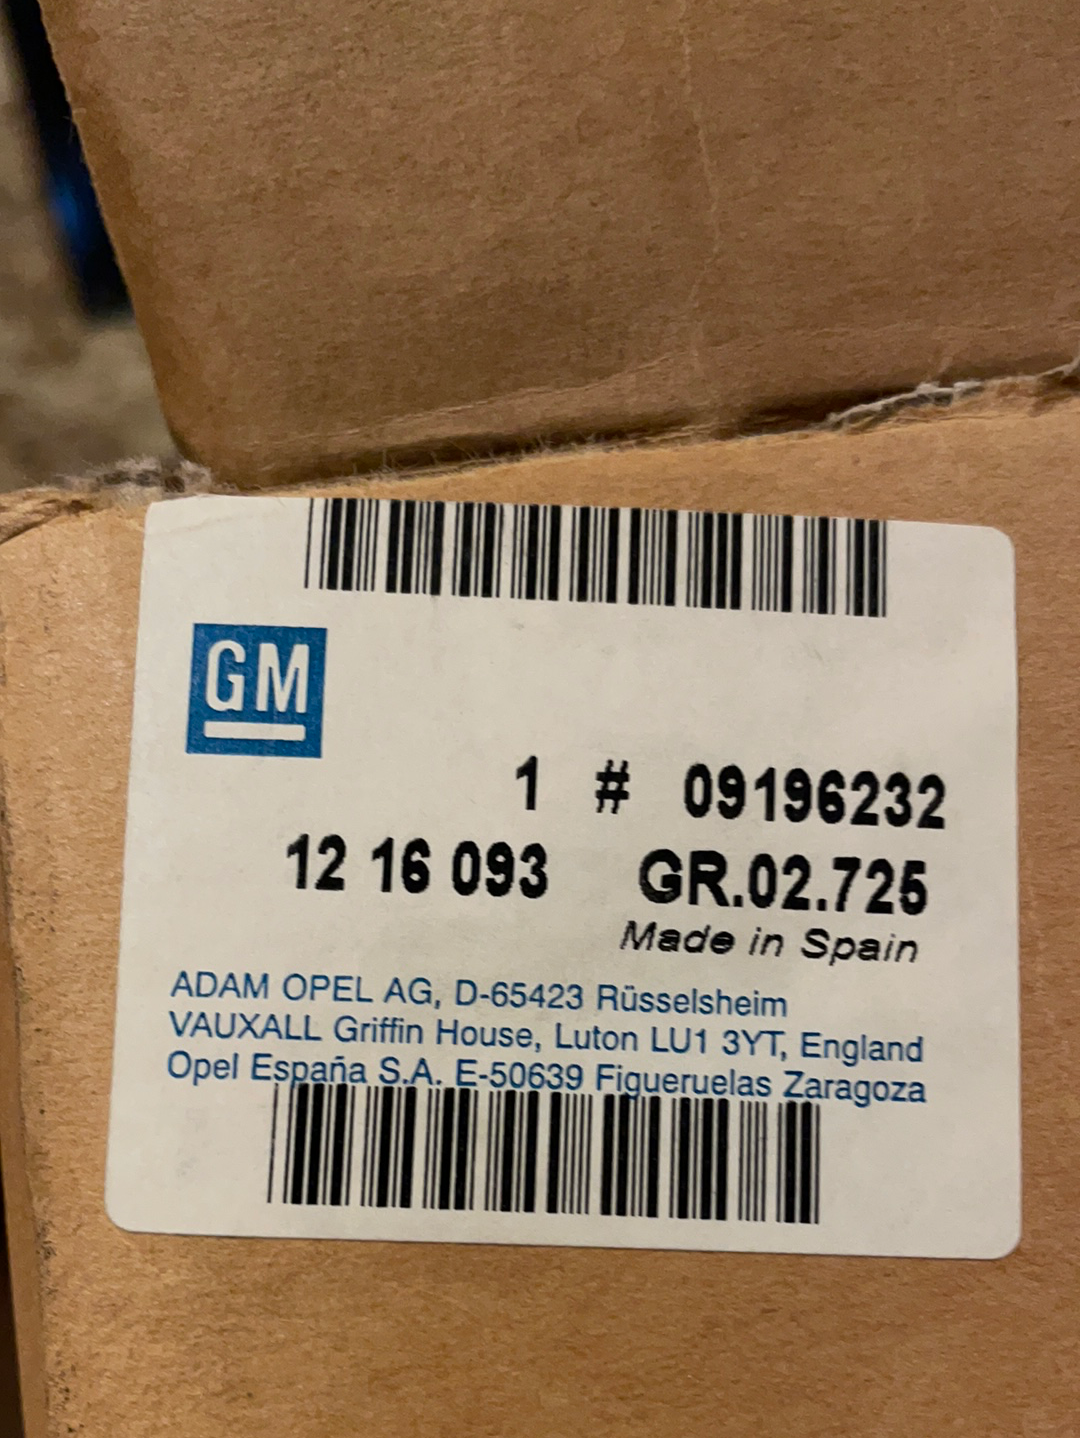 GM
1 # 09196232
12 16 093 GR.02.725
Made in Spain
ADAM OPEL AG, D-65423 Rüsselsheim
VAUXALL Griffin House, Luton LU1 3YT, England
Opel España S.A. E-50639 Figueruelas Zaragoza